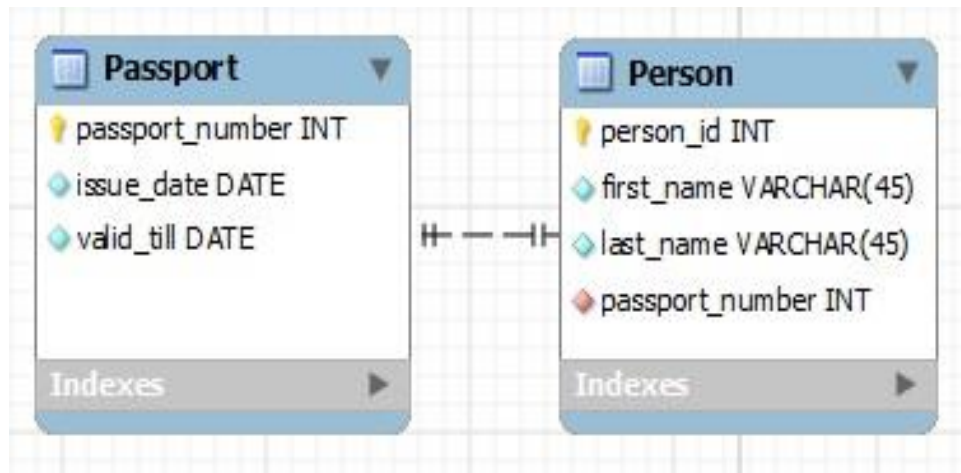 Passport
passport_number INT
issue_date DATE
valid_till DATE
Indexes
Person
person_id INT
first_name VARCHAR(45)
last_name VARCHAR(45)
passport_number INT
Indexes